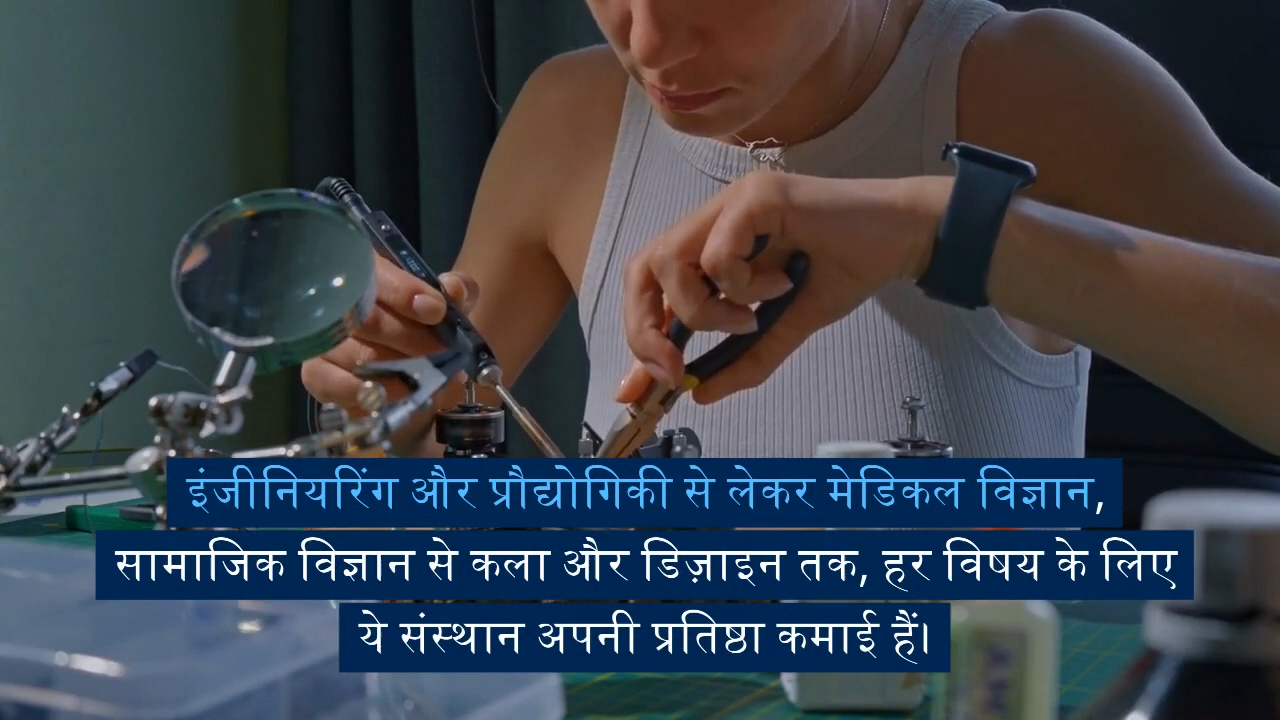 इंजीनियरिंग और प्रौद्योगिकी से लेकर मेडिकल विज्ञान,
सामाजिक विज्ञान से कला और डिज़ाइन तक, हर विषय के लिए
ये संस्थान अपनी प्रतिष्ठा कमाई हैं।